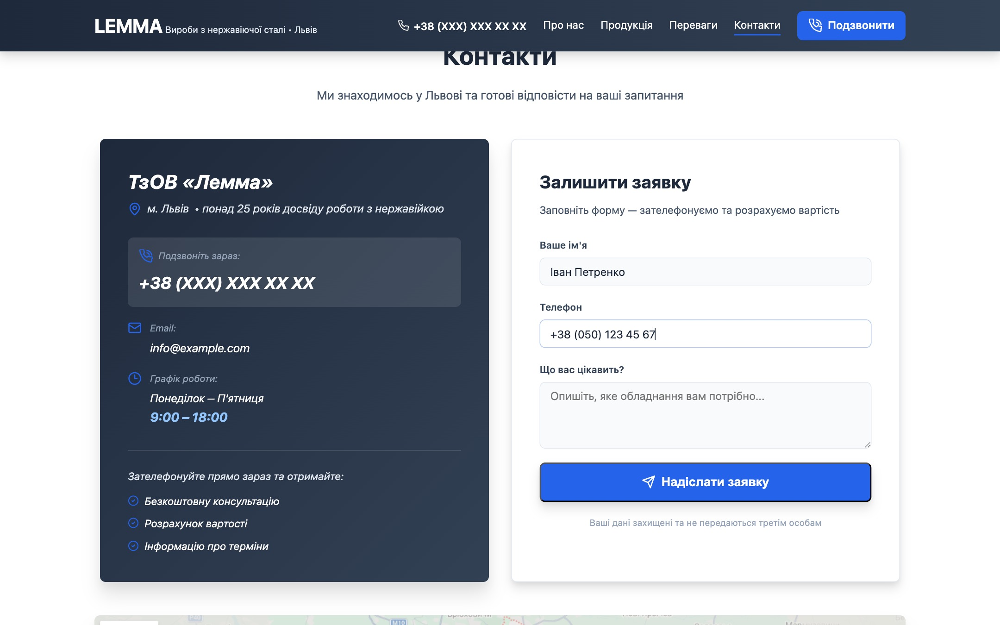 LEMMA Вироби з нержавіючої сталі • Львів
+38 (XXX) XXX XX XX
Про нас
Продукція
Переваги
Контакти
Подзвонити
Контакти
Ми знаходимось у Львові та готові відповісти на ваші запитання
ТзОВ «Лемма»
м. Львів • понад 25 років досвіду роботи з нержавійкою
Подзвоніть зараз:
+38 (XXX) XXX XX XX
Email:
info@example.com
Графік роботи:
Понеділок – П'ятниця
9:00 – 18:00
Зателефонуйте прямо зараз та отримайте:
Безкоштовну консультацію
Розрахунок вартості
Інформацію про терміни
Залишити заявку
Заповніть форму — зателефонуємо та розрахуємо вартість
Ваше ім'я
Іван Петренко
Телефон
+38 (050) 123 45 67
Що вас цікавить?
Опишіть, яке обладнання вам потрібно...
Надіслати заявку
Ваші дані захищені та не передаються третім особам
P40
M10